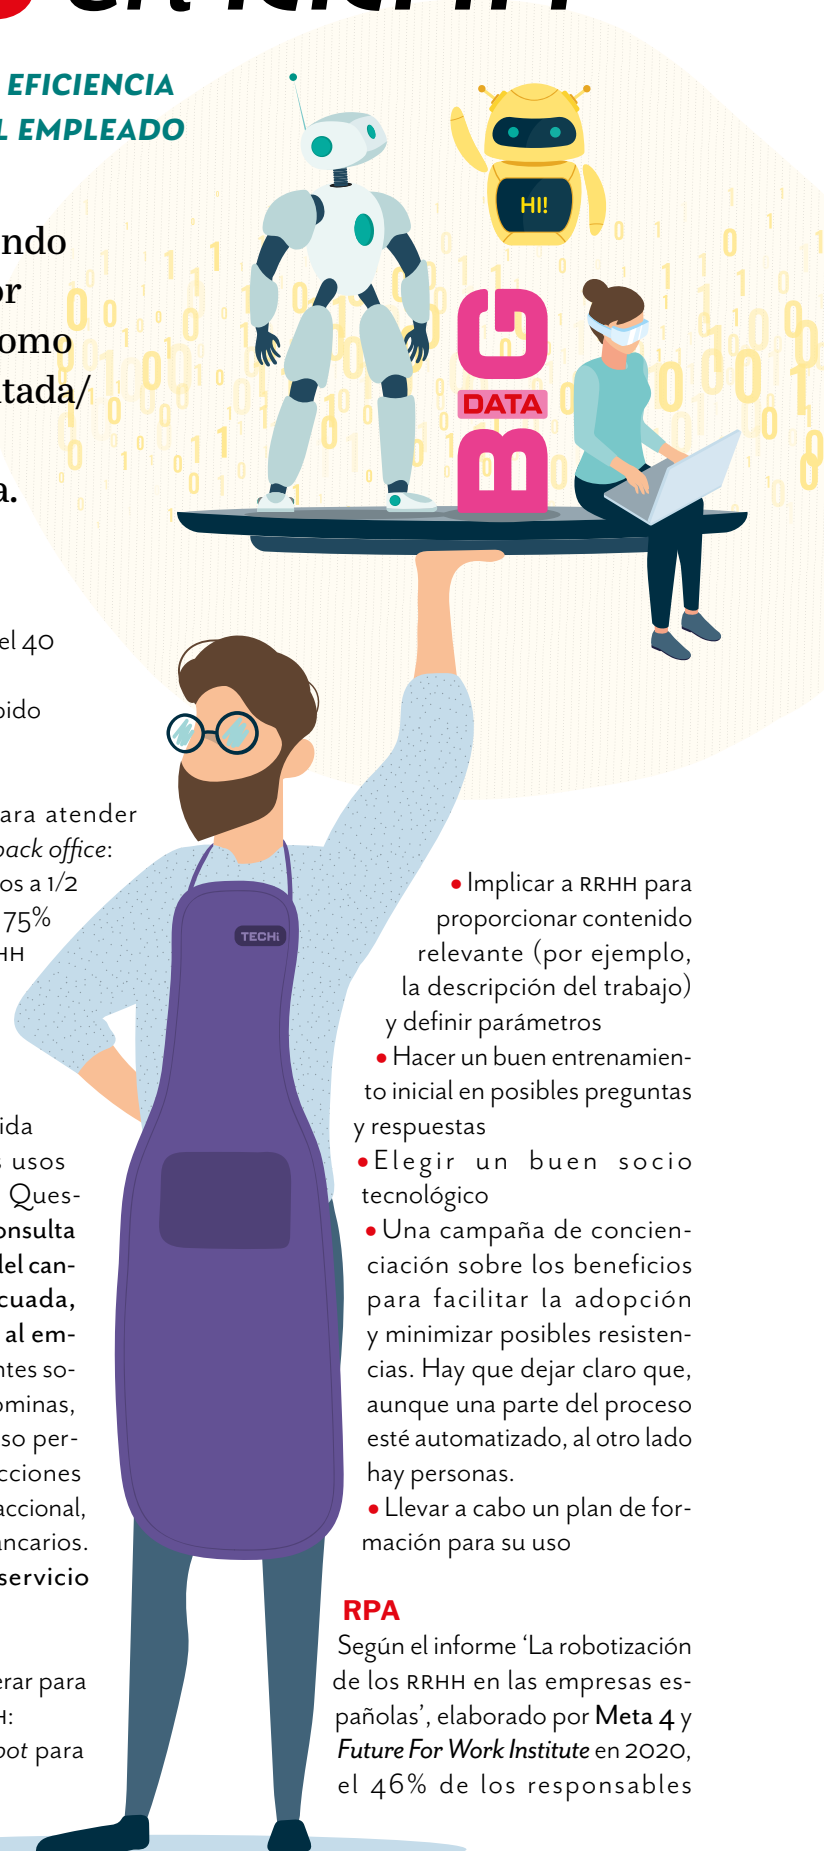 EFICIENCIA
L EMPLEADO
ndo
or
omo
tada/
a.
HI!
BIG
DATA
el 40
bido
ara atender
back office:
os a 1/2
75%
HH
TECHi
ida
s usos
Ques-
onsulta
del can-
cuada,
al em-
ntes so-
ominas,
so per-
cciones
accional,
ancarios.
servicio
erar para
H:
bot para
• Implicar a RRHH para
proporcionar contenido
relevante (por ejemplo,
la descripción del trabajo)
y definir parámetros
• Hacer un buen entrenamien-
to inicial en posibles preguntas
y respuestas
• Elegir un buen socio
tecnológico
• Una campaña de concien-
ciación sobre los beneficios
para facilitar la adopción
y minimizar posibles resisten-
cias. Hay que dejar claro que,
aunque una parte del proceso
esté automatizado, al otro lado
hay personas.
• Llevar a cabo un plan de for-
mación para su uso
RPA
Según el informe ‘La robotización
de los RRHH en las empresas es-
pañolas’, elaborado por Meta 4 y
Future For Work Institute en 2020,
el 46% de los responsables